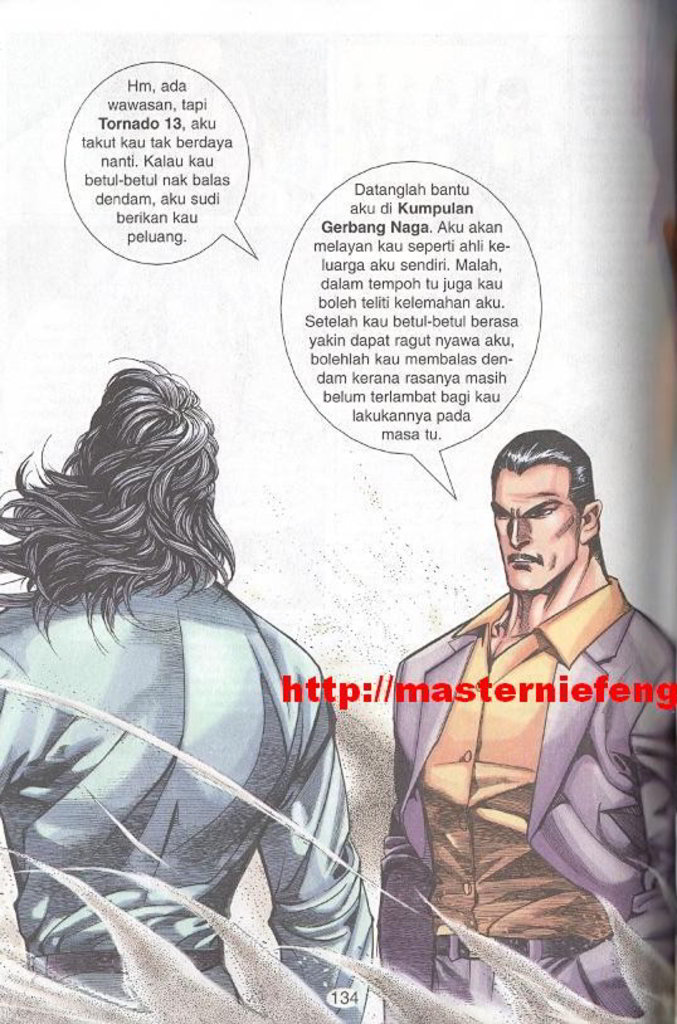 Hm, ada
wawasan, tapi
Tornado 13, aku
takut kau tak berdaya
nanti. Kalau kau
betul-betul nak balas
dendam, aku sudi
berikan kau
peluang.
Datanglah bantu
aku di Kumpulan
Gerbang Naga. Aku akan
melayan kau seperti ahli ke-
luarga aku sendiri. Malah,
dalam tempoh tu juga kau
boleh teliti kelemahan aku.
Setelah kau betul-betul berasa
yakin dapat ragut nyawa aku,
bolehlah kau membalas den-
dam kerana rasanya masih
belum terlambat bagi kau
lakukannya pada
masa tu.
http://masterniefeng
134